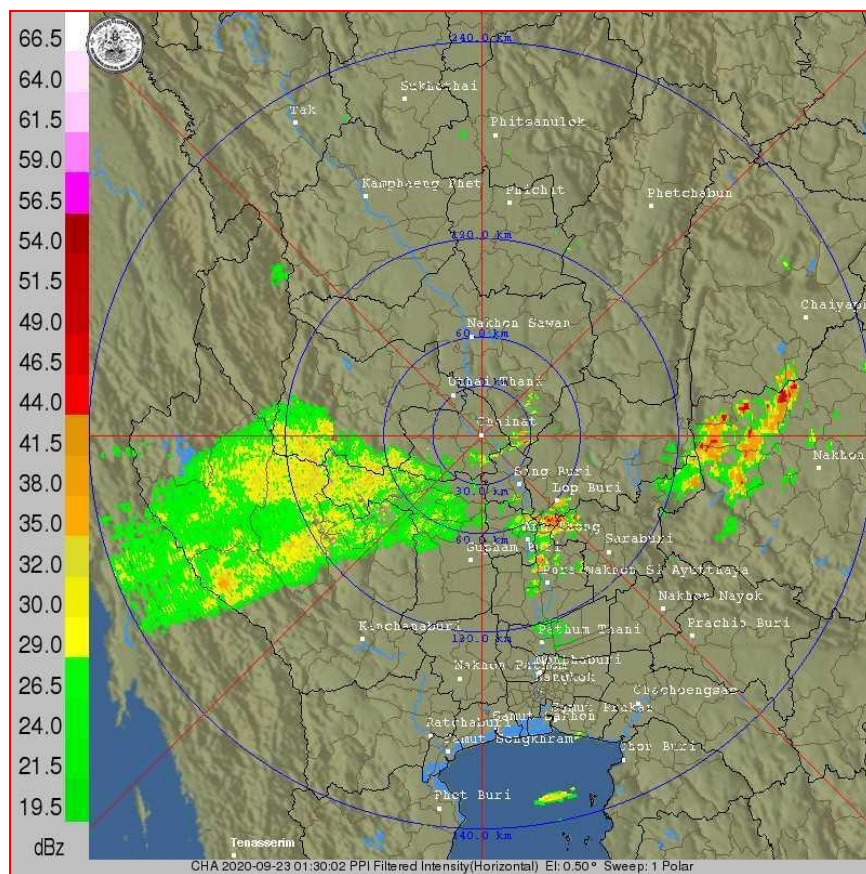 66.5
64.0
61.5
59.0
56.5
54.0
51.5
49.0
46.5
44.0
41.5
38.0
35.0
32.0
30.0
29.0
26.5
24.0
21.5
19.5
dBz
240.0 km
Sukhothai
Tak
Phitsanulok
Kamphaeng Phet
Phichit
Phetchabun
120.0 km
Chaiyaph
Nakhon Sawan
60.0 km
Uthai Thani
Chainat
Nakhon
Sing Buri
30.0 km
Lop Buri
Ang Thong
60.0 km
Saraburi
Suphan Buri
Pora Nakhon Si Ayutthaya
Nakhon Nayok
Kanchanaburi
120.0 km
Pathum Thani
Prachin Buri
Nonthaburi
Nakhon Pathom
Bangkok
Chachoengsao
Samut Prakan
Samut Sakhon
Ratchaburi
Samut Songkhram
Chon Buri
Phet Buri
240.0 km
Tenasserim
CHA 2020-09-23 01:30:02 PPI Filtered Intensity(Horizontal) El: 0.50° Sweep: 1 Polar